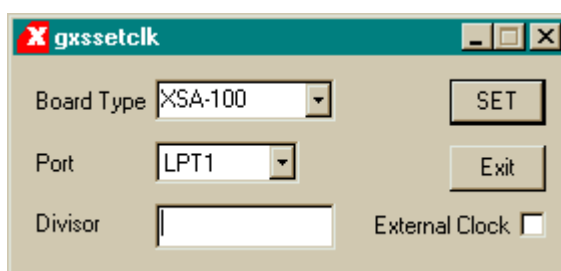 gxssetclk
Board Type XSA-100 SET
Port LPT1 Exit
Divisor External Clock